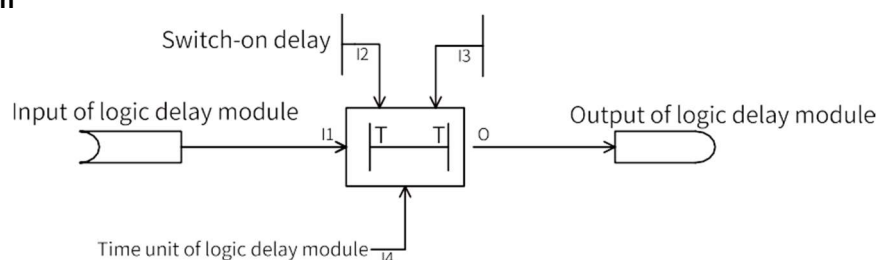 Switch-on delay
I2
I3
Input of logic delay module
I1
T
T
O
Output of logic delay module
Time unit of logic delay module
I4